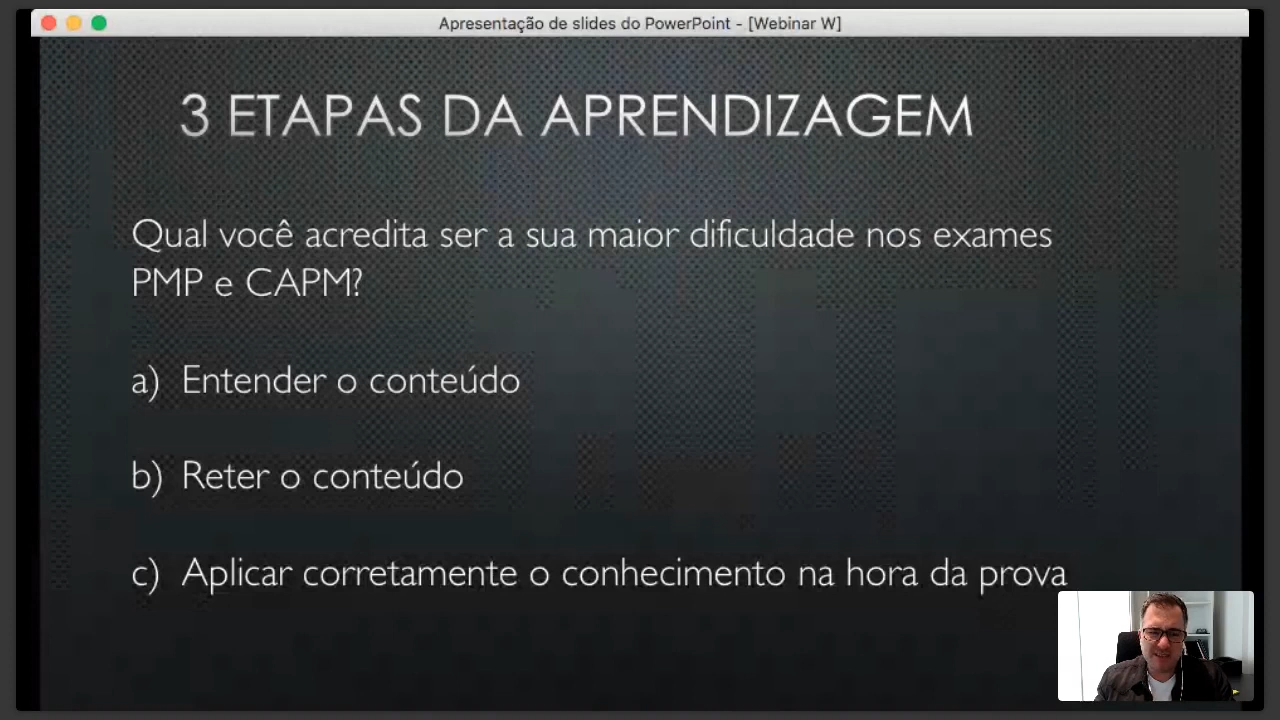 Apresentação de slides do PowerPoint - [Webinar W]
3 ETAPAS DA APRENDIZAGEM
Qual você acredita ser a sua maior dificuldade nos exames
PMP e CAPM?
a) Entender o conteúdo
b) Reter o conteúdo
c) Aplicar corretamente o conhecimento na hora da prova